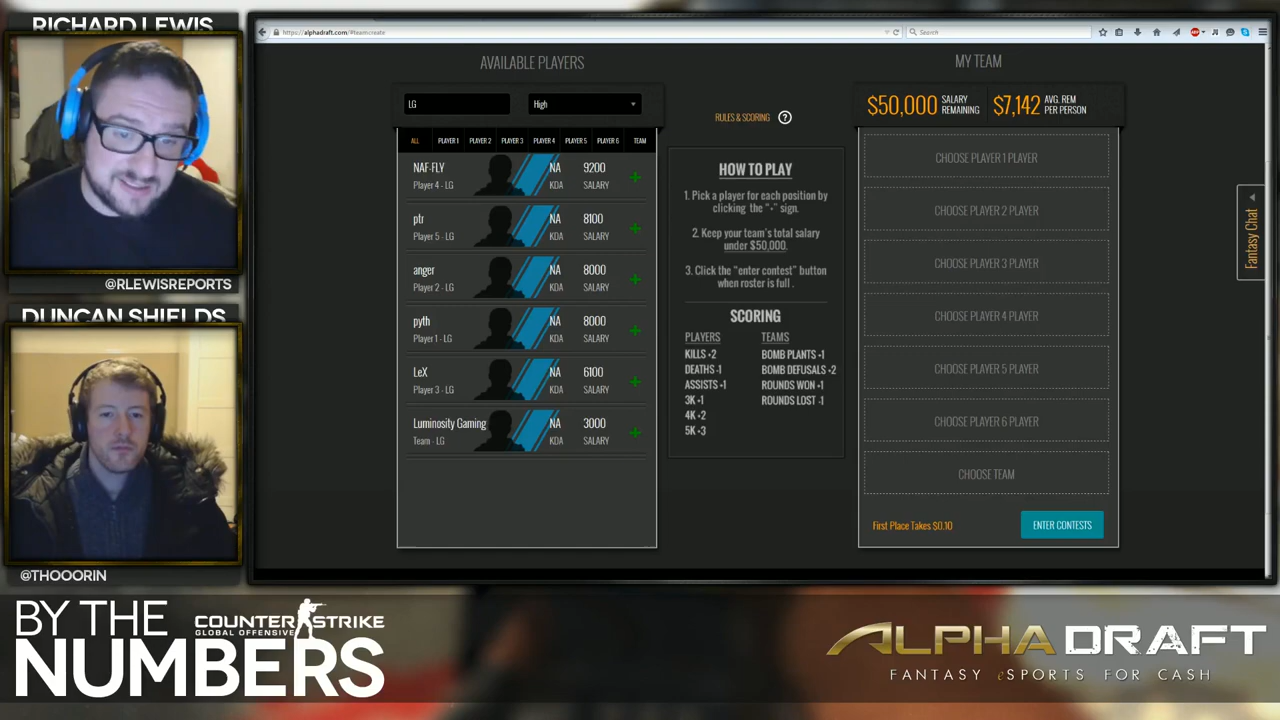 RICHARD LEWIS
@RLEWISREPORTS
DUNCAN SHIELDS
@THOOORIN
https://alphadraft.com/#teamcreate
Search
AVAILABLE PLAYERS
LG
High
ALL PLAYER 1 PLAYER 2 PLAYER 3 PLAYER 4 PLAYER 5 PLAYER 6 TEAM
NAF-FLY NA 9200
Player 4 - LG KDA SALARY
ptr NA 8100
Player 5 - LG KDA SALARY
anger NA 8000
Player 2 - LG KDA SALARY
pyth NA 8000
Player 1 - LG KDA SALARY
LeX NA 6100
Player 3 - LG KDA SALARY
Luminosity Gaming NA 3000
Team - LG KDA SALARY
RULES & SCORING ?
HOW TO PLAY
1. Pick a player for each position by
clicking the "+" sign.
2. Keep your team's total salary
under $50,000.
3. Click the "enter contest" button
when roster is full .
SCORING
PLAYERS
KILLS +2
DEATHS -1
ASSISTS +1
3K +1
4K +2
5K +3
TEAMS
BOMB PLANTS +1
BOMB DEFUSALS +2
ROUNDS WON +1
ROUNDS LOST -1
MY TEAM
$50,000 SALARY REMAINING $7,142 AVG. REM PER PERSON
CHOOSE PLAYER 1 PLAYER
CHOOSE PLAYER 2 PLAYER
CHOOSE PLAYER 3 PLAYER
CHOOSE PLAYER 4 PLAYER
CHOOSE PLAYER 5 PLAYER
CHOOSE PLAYER 6 PLAYER
CHOOSE TEAM
First Place Takes $0.10
ENTER CONTESTS
Fantasy Chat
BY THE
NUMBERS
COUNTER STRIKE
GLOBAL OFFENSIVE
ALPHADRAFT
FANTASY eSPORTS FOR CASH